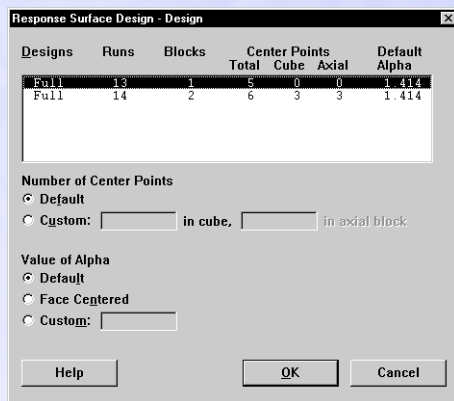 Response Surface Design - Design
Designs Runs Blocks Center Points Default
Total Cube Axial Alpha
Full 13 1 5 0 0 1.414
Full 14 2 6 3 3 1.414
Number of Center Points
Default
Custom: in cube, in axial block
Value of Alpha
Default
Face Centered
Custom:
Help OK Cancel